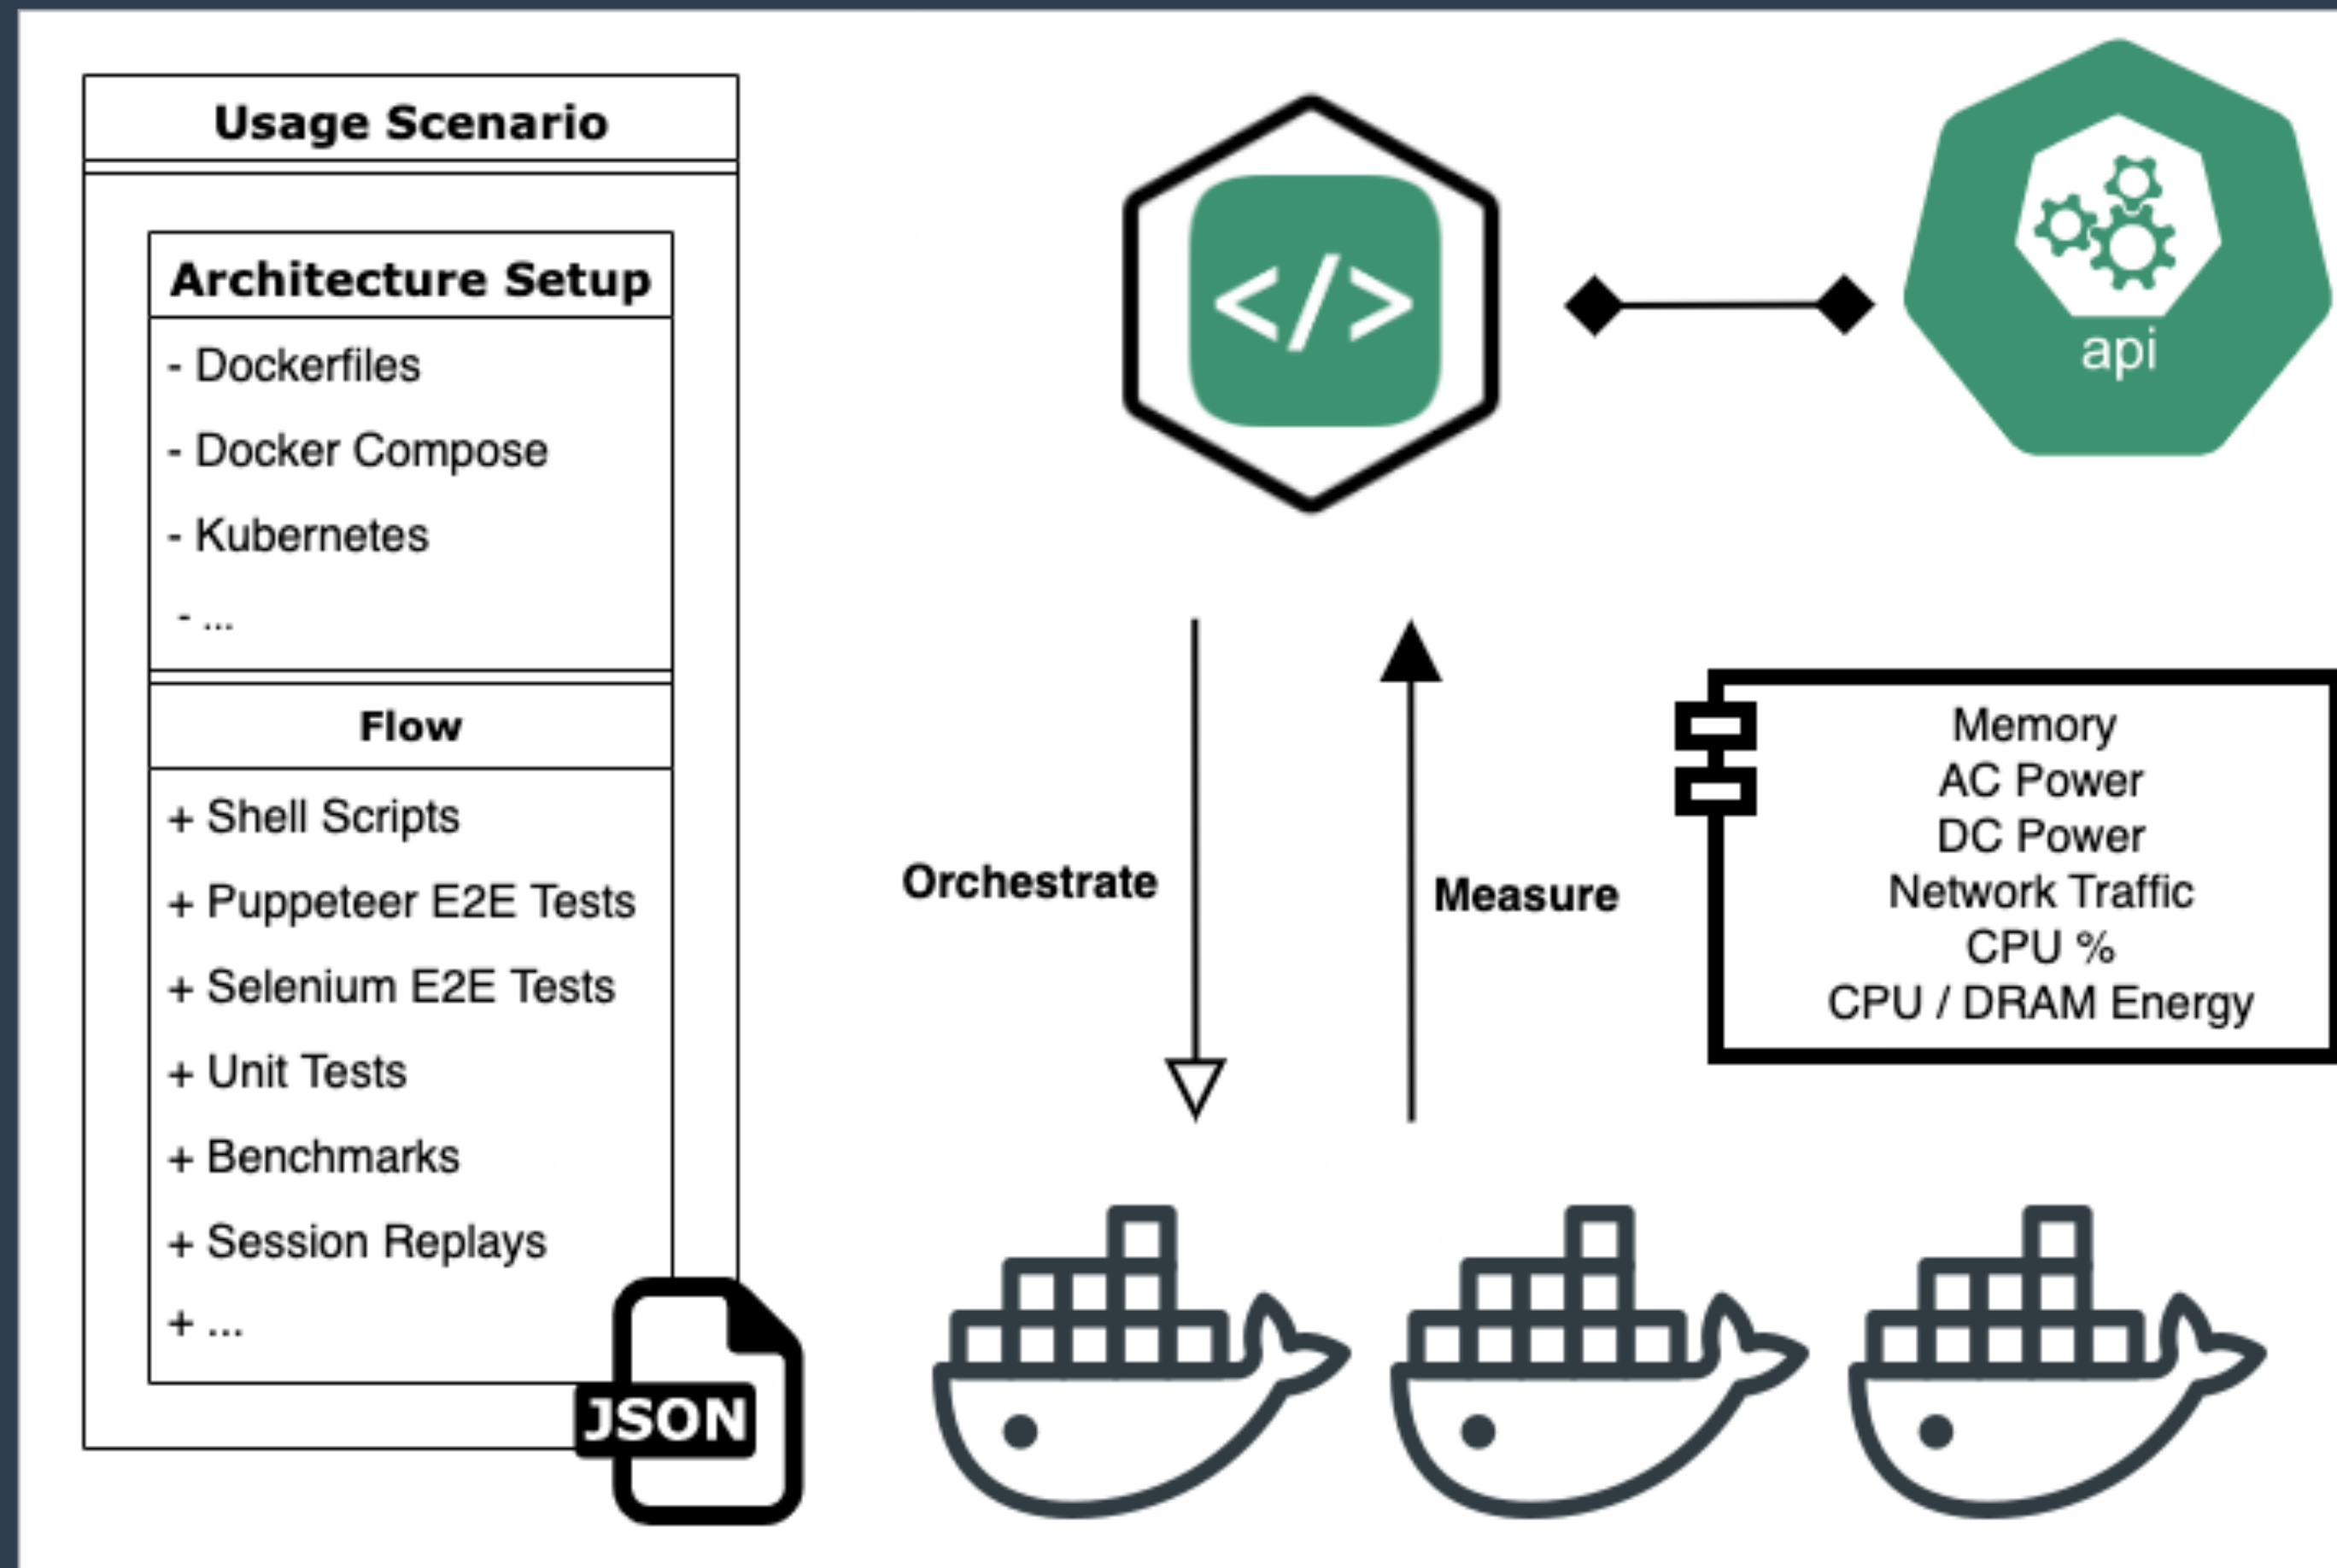 Usage Scenario
Architecture Setup
- Dockerfiles
- Docker Compose
- Kubernetes
- ...
Flow
+ Shell Scripts
+ Puppeteer E2E Tests
+ Selenium E2E Tests
+ Unit Tests
+ Benchmarks
+ Session Replays
+ ...
JSON
</>
api
Orchestrate
Measure
Memory
AC Power
DC Power
Network Traffic
CPU %
CPU / DRAM Energy